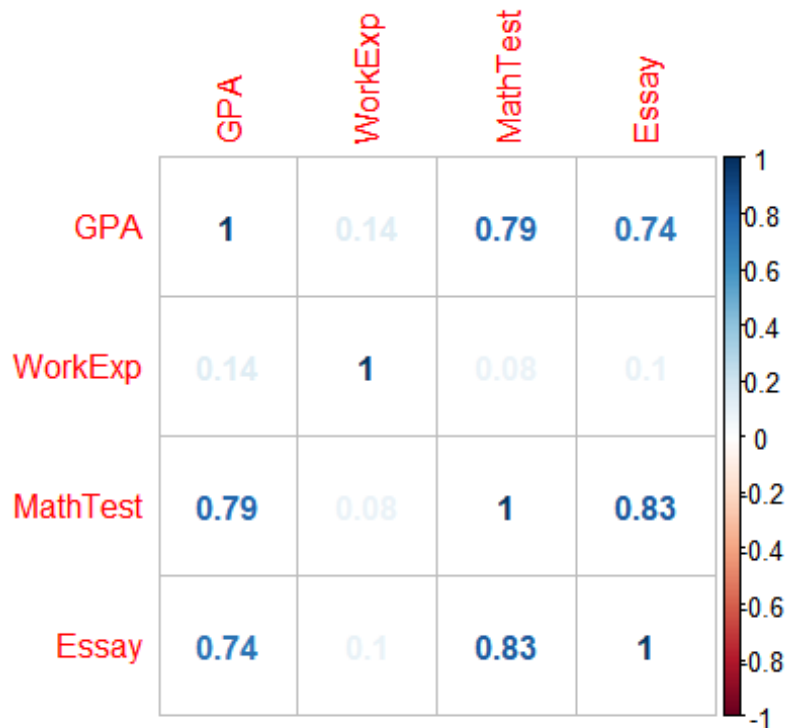 GPA WorkExp MathTest Essay
GPA 1 0.14 0.79 0.74
WorkExp 0.14 1 0.08 0.1
MathTest 0.79 0.08 1 0.83
Essay 0.74 0.1 0.83 1
1
0.8
0.6
0.4
0.2
0
-0.2
-0.4
-0.6
-0.8
-1